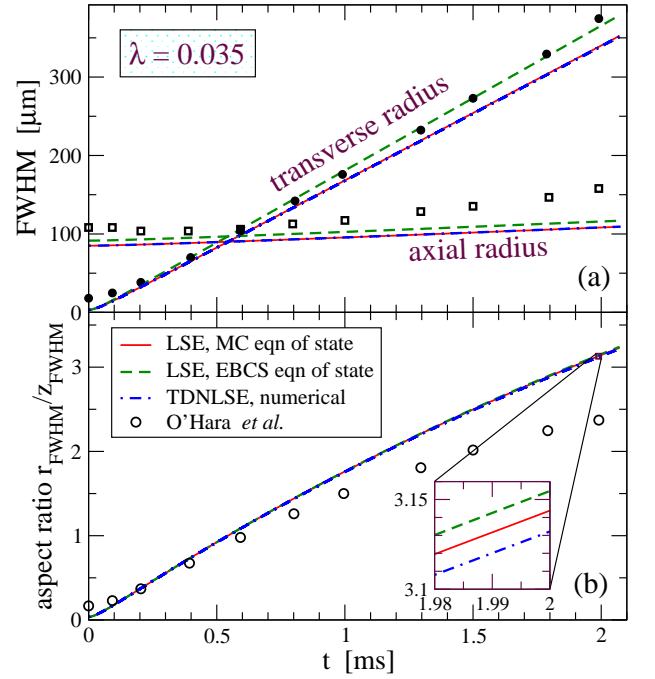 λ = 0.035
FWHM [μm]
300
200
100
0
transverse radius
axial radius
(a)
aspect ratio r_FWHM/z_FWHM
3
2
1
0
LSE, MC eqn of state
LSE, EBCS eqn of state
TDNLSE, numerical
O'Hara et al.
3.15
3.1
1.98 1.99 2
(b)
0 0.5 1 1.5 2
t [ms]